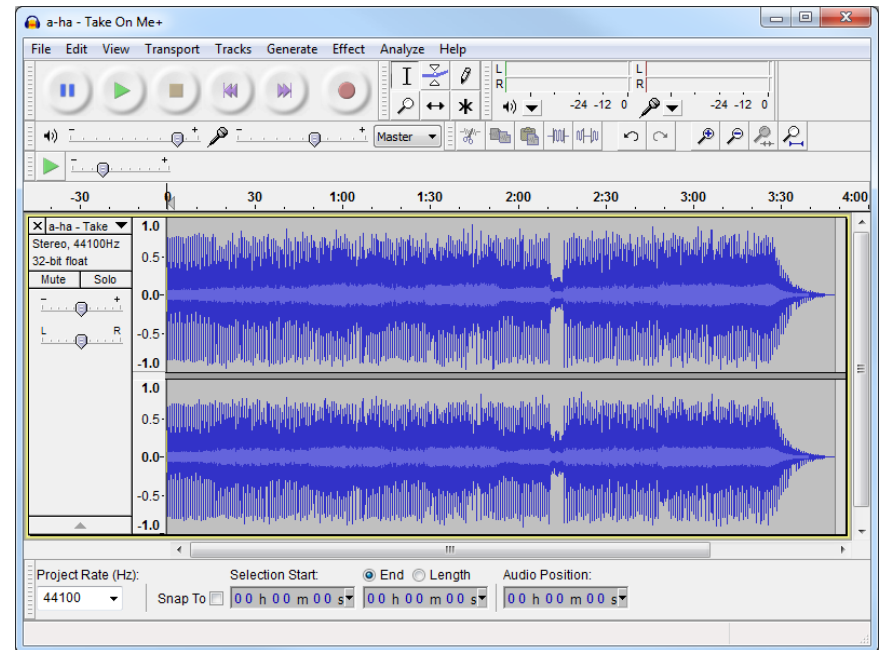 a-ha - Take On Me+
File Edit View Transport Tracks Generate Effect Analyze Help
L
R
L
R
-24 -12 0
-24 -12 0
- + - + Master
- +
-30 0 30 1:00 1:30 2:00 2:30 3:00 3:30 4:00
X a-ha - Take
Stereo, 44100Hz
32-bit float
Mute Solo
- +
L R
1.0
0.5-
0.0-
-0.5-
-1.0
1.0
0.5-
0.0-
-0.5-
-1.0
Project Rate (Hz): Selection Start: End Length Audio Position:
44100 Snap To 00 h 00 m 00 s 00 h 00 m 00 s 00 h 00 m 00 s